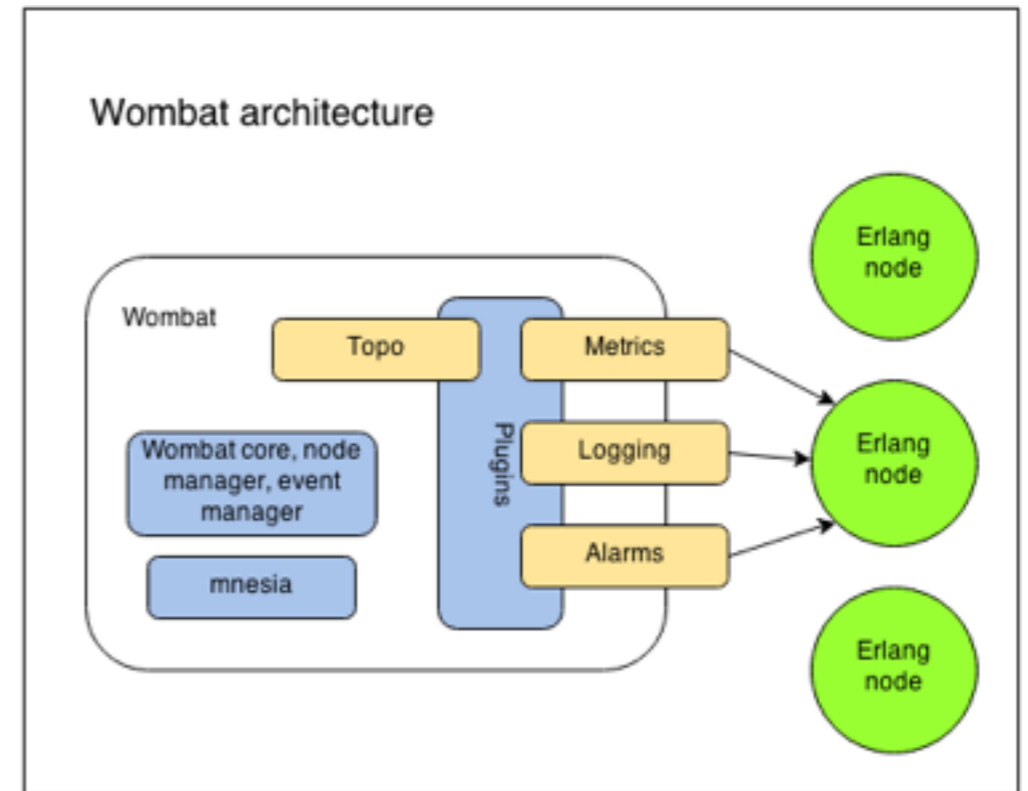 Wombat architecture
Wombat
Topo
Wombat core, node
manager, event
manager
mnesia
Plugins
Metrics
Logging
Alarms
Erlang
node
Erlang
node
Erlang
node